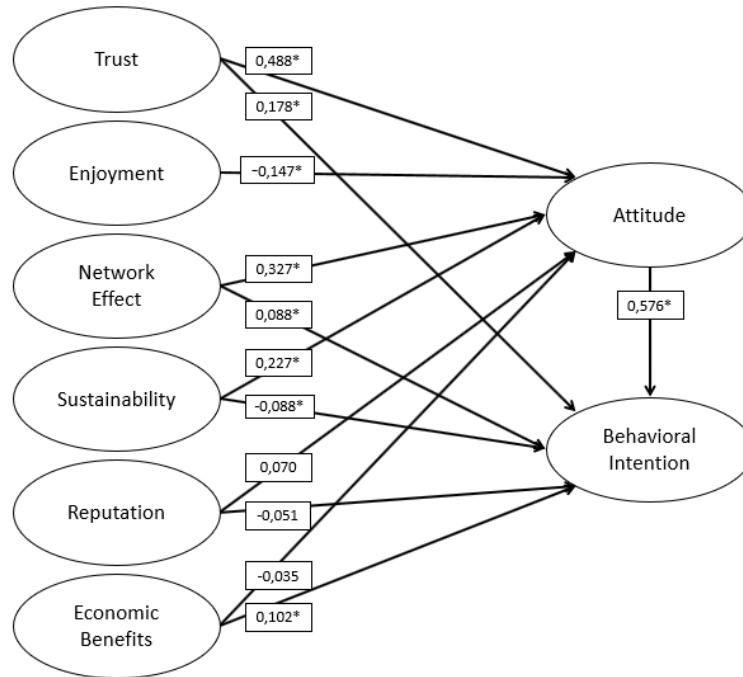 Trust
0,488*
0,178*
Enjoyment
-0,147*
Attitude
Network
Effect
0,327*
0,088*
0,576*
Sustainability
0,227*
-0,088*
Behavioral
Intention
Reputation
0,070
-0,051
Economic
Benefits
-0,035
0,102*